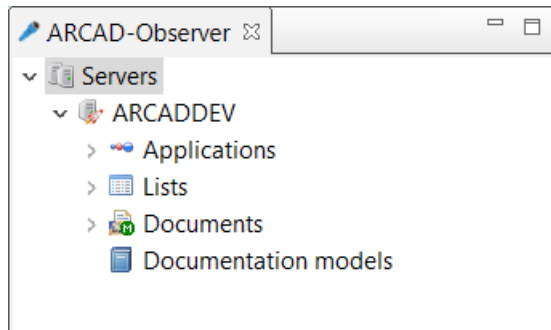 ARCAD-Observer
Servers
ARCADDEV
Applications
Lists
Documents
Documentation models